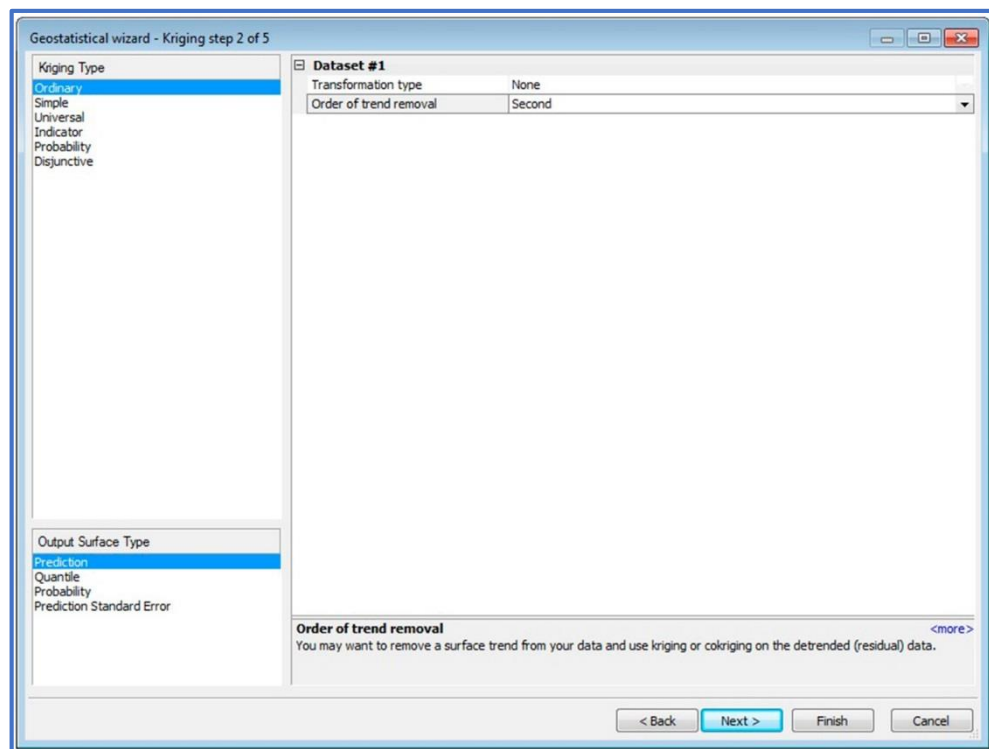 Geostatistical wizard - Kriging step 2 of 5
Kriging Type
Ordinary
Simple
Universal
Indicator
Probability
Disjunctive
Dataset #1
Transformation type None
Order of trend removal Second
Output Surface Type
Prediction
Quantile
Probability
Prediction Standard Error
Order of trend removal <more>
You may want to remove a surface trend from your data and use kriging or cokriging on the detrended (residual) data.
< Back Next > Finish Cancel